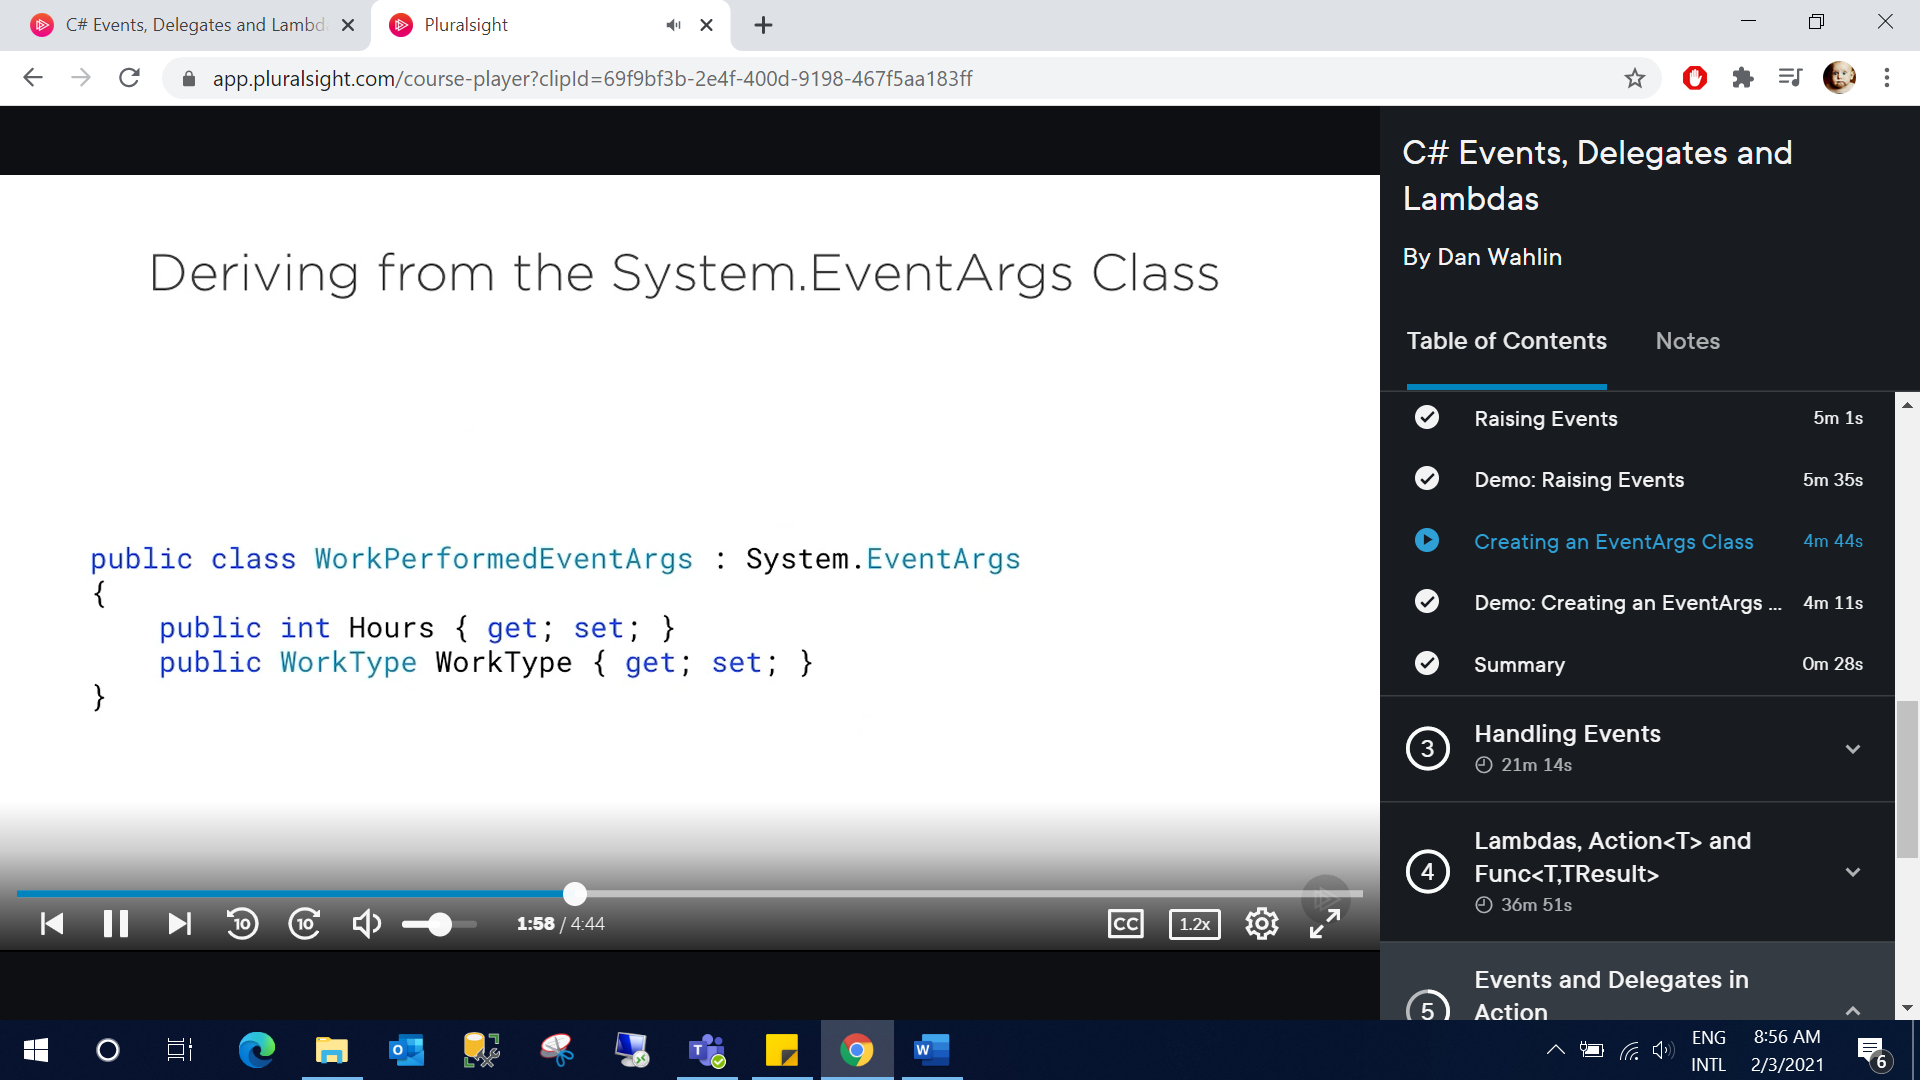 C# Events, Delegates and Lambd
Pluralsight
app.pluralsight.com/course-player?clipId=69f9bf3b-2e4f-400d-9198-467f5aa183ff
Deriving from the System.EventArgs Class
public class WorkPerformedEventArgs : System.EventArgs
{
public int Hours { get; set; }
public WorkType WorkType { get; set; }
}
10
10
1:58 / 4:44
CC
1.2x
C# Events, Delegates and
Lambdas
By Dan Wahlin
Table of Contents
Notes
Raising Events 5m 1s
Demo: Raising Events 5m 35s
Creating an EventArgs Class 4m 44s
Demo: Creating an EventArgs ... 4m 11s
Summary 0m 28s
3
Handling Events
21m 14s
4
Lambdas, Action<T> and
Func<T,TResult>
36m 51s
5
Events and Delegates in
Action
ENG
INTL
8:56 AM
2/3/2021
6